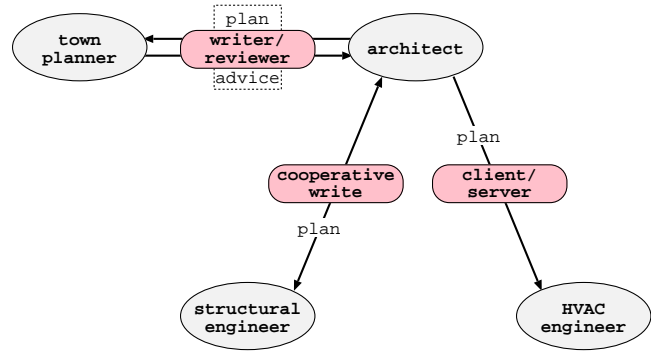 plan
town
planner
writer/
reviewer
architect
advice
plan
cooperative
write
client/
server
plan
structural
engineer
HVAC
engineer